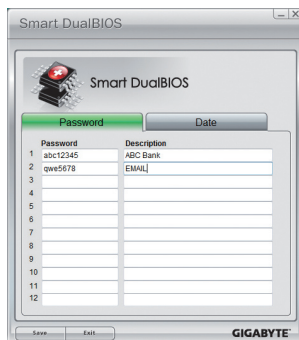 Smart DualBIOS
Smart DualBIOS
Password Date
Password Description
1 abc12345 ABC Bank
2 qwe5678 EMAIL
3
4
5
6
7
8
9
10
11
12
Save Exit GIGABYTE™